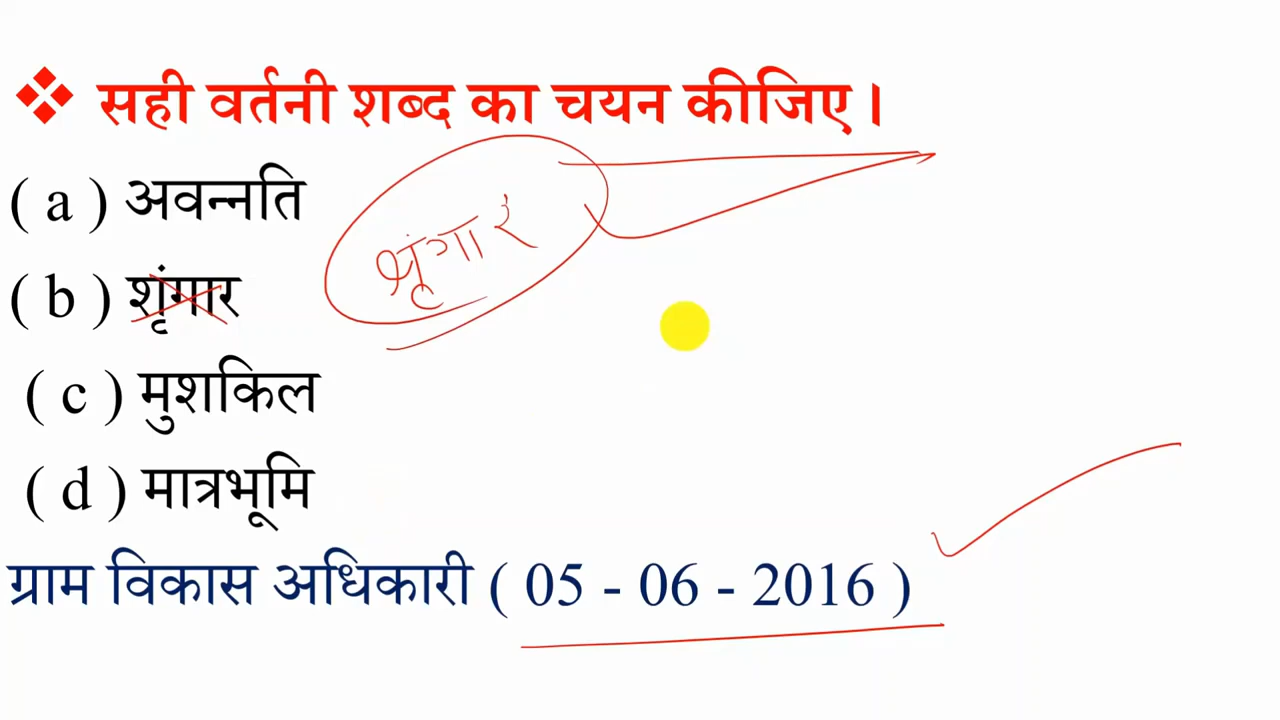 ❖ सही वर्तनी शब्द का चयन कीजिए।
( a ) अवन्नति
श्रृंगार
( b ) शृंगार
( c ) मुशकिल
( d ) मात्रभूमि
ग्राम विकास अधिकारी ( 05 - 06 - 2016 )